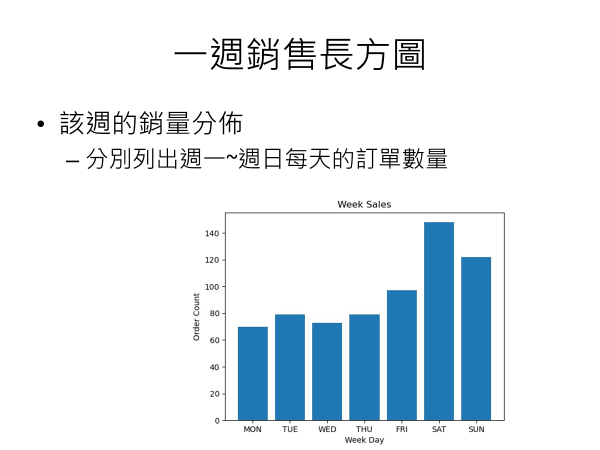 一週銷售長方圖
• 該週的銷量分佈
– 分別列出週一~週日每天的訂單數量
Week Sales
140
120
100
80
60
40
20
0
Order Count
MON TUE WED THU FRI SAT SUN
Week Day